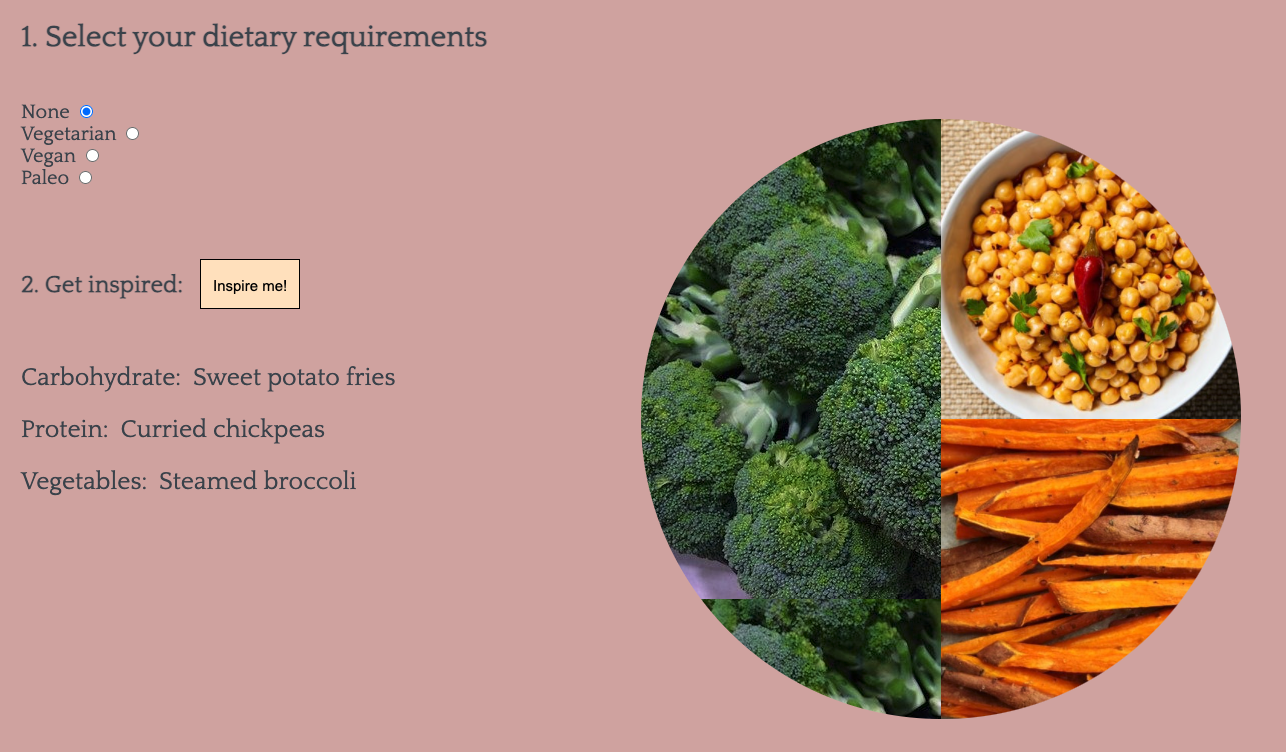 1. Select your dietary requirements
None
Vegetarian
Vegan
Paleo
2. Get inspired: Inspire me!
Carbohydrate: Sweet potato fries
Protein: Curried chickpeas
Vegetables: Steamed broccoli